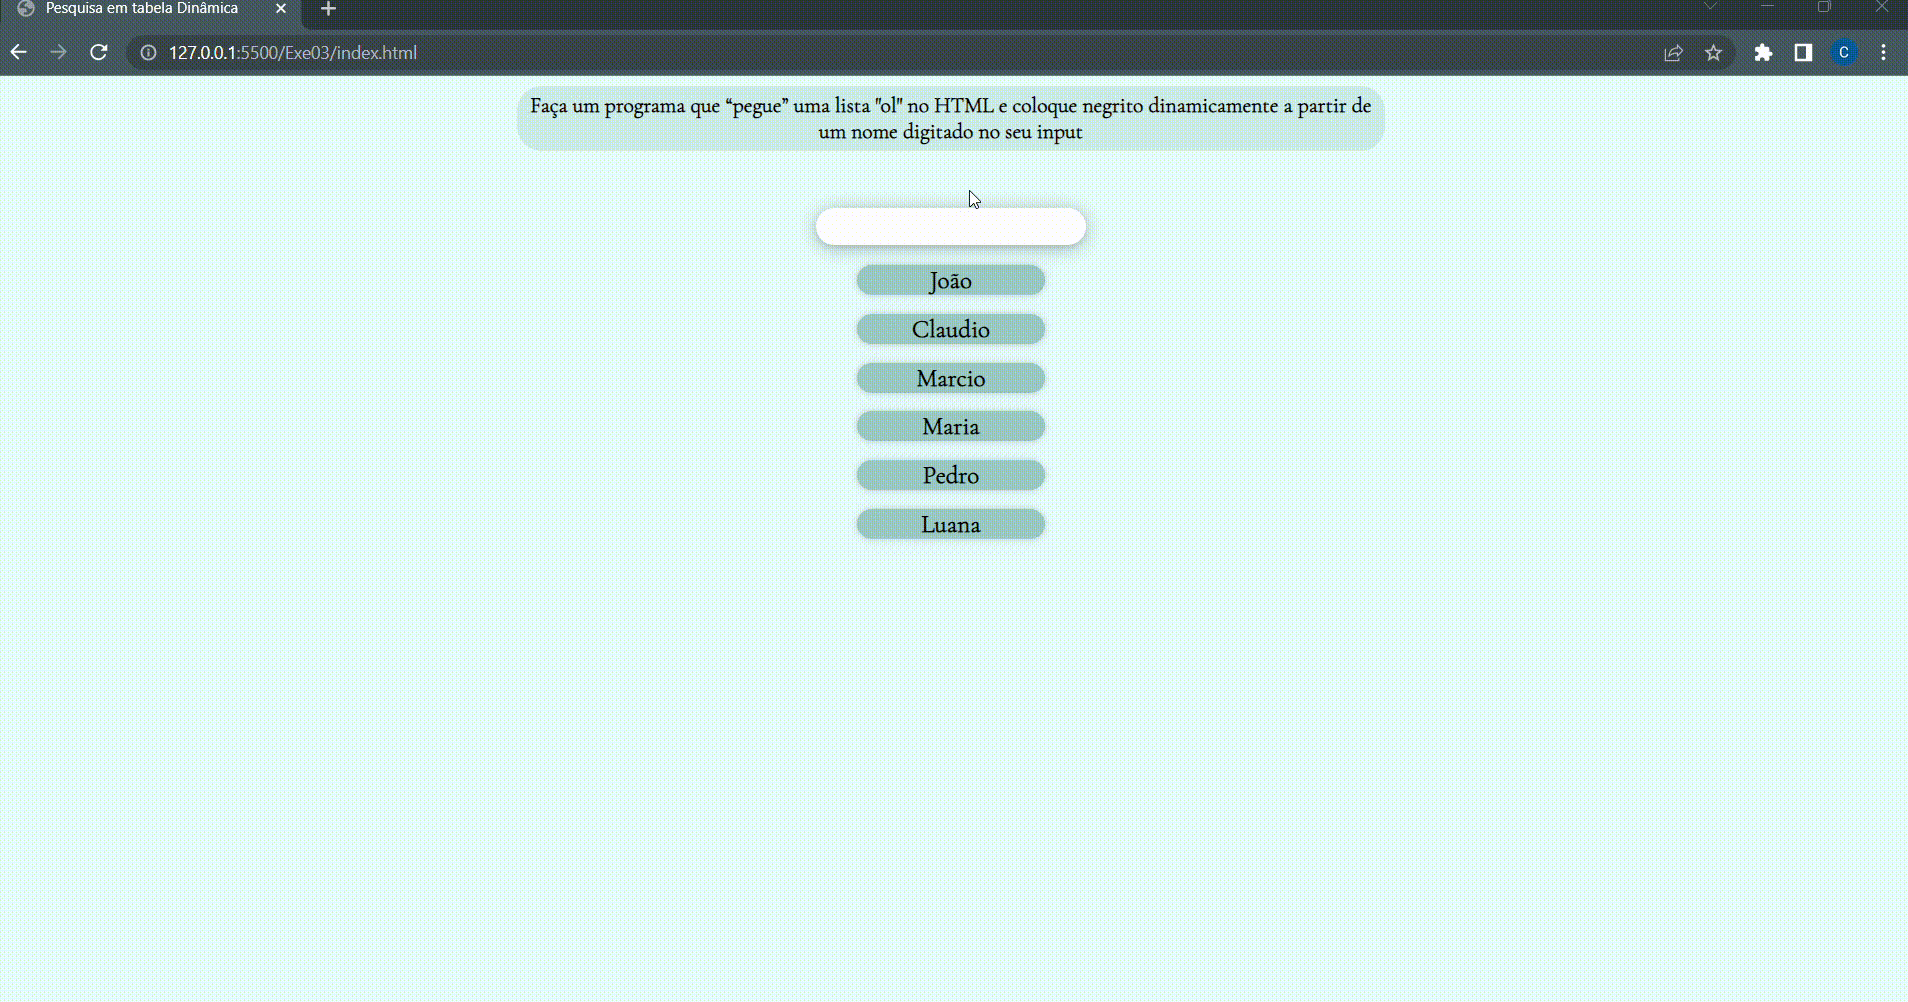 Pesquisa em tabela Dinâmica
127.0.0.1:5500/Exe03/index.html
C
Faça um programa que “pegue” uma lista "ol" no HTML e coloque negrito dinamicamente a partir de
um nome digitado no seu input
João
Claudio
Marcio
Maria
Pedro
Luana